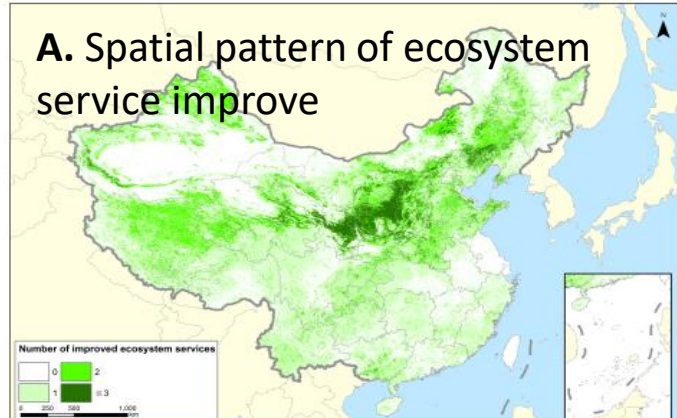 A. Spatial pattern of ecosystem
service improve
N
Number of improved ecosystem services
0 2
1 ≥3
0 250 500 1,000
km